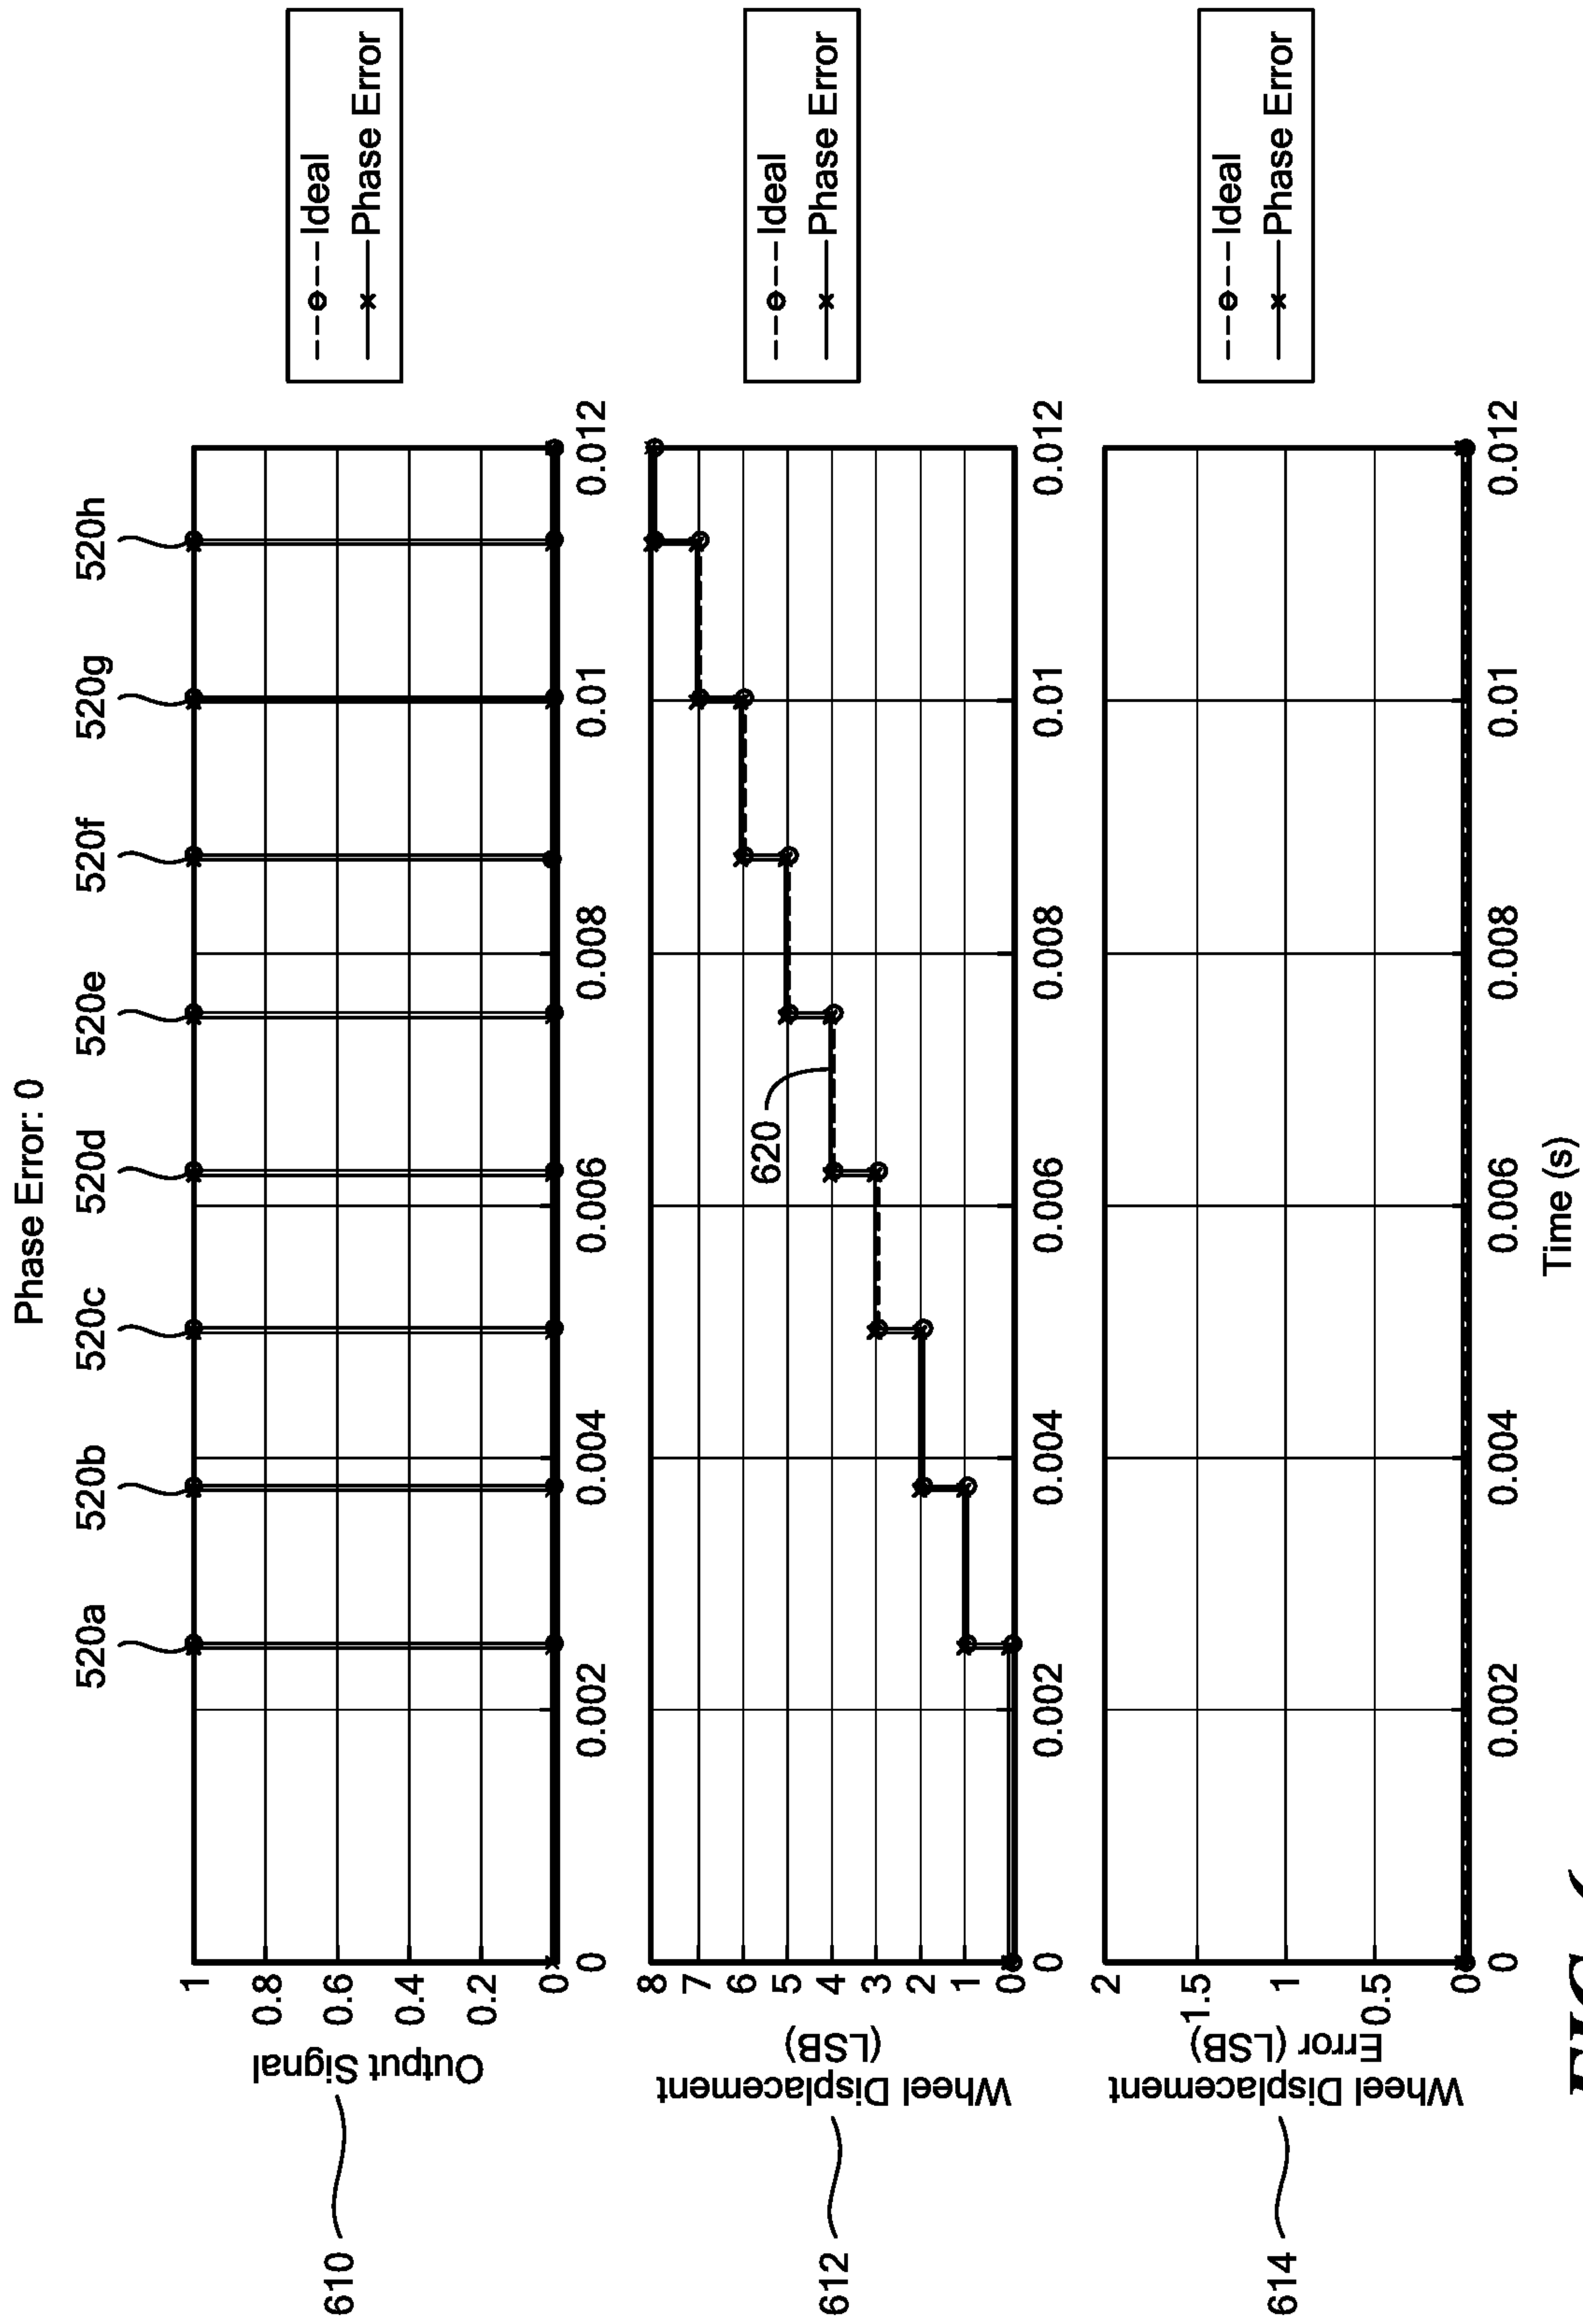 Phase Error: 0
520a
520b
520c
520d
520e
520f
520g
520h
610
Output Signal
1
0.8
0.6
0.4
0.2
0
0
0.002
0.004
0.006
0.008
0.01
0.012
Ideal
Phase Error
612
Wheel Displacement
(LSB)
8
7
6
5
4
3
2
1
0
620
0
0.002
0.004
0.006
0.008
0.01
0.012
Ideal
Phase Error
614
Wheel Displacement
Error (LSB)
2
1.5
1
0.5
0
0
0.002
0.004
0.006
0.008
0.01
0.012
Ideal
Phase Error
Time (s)